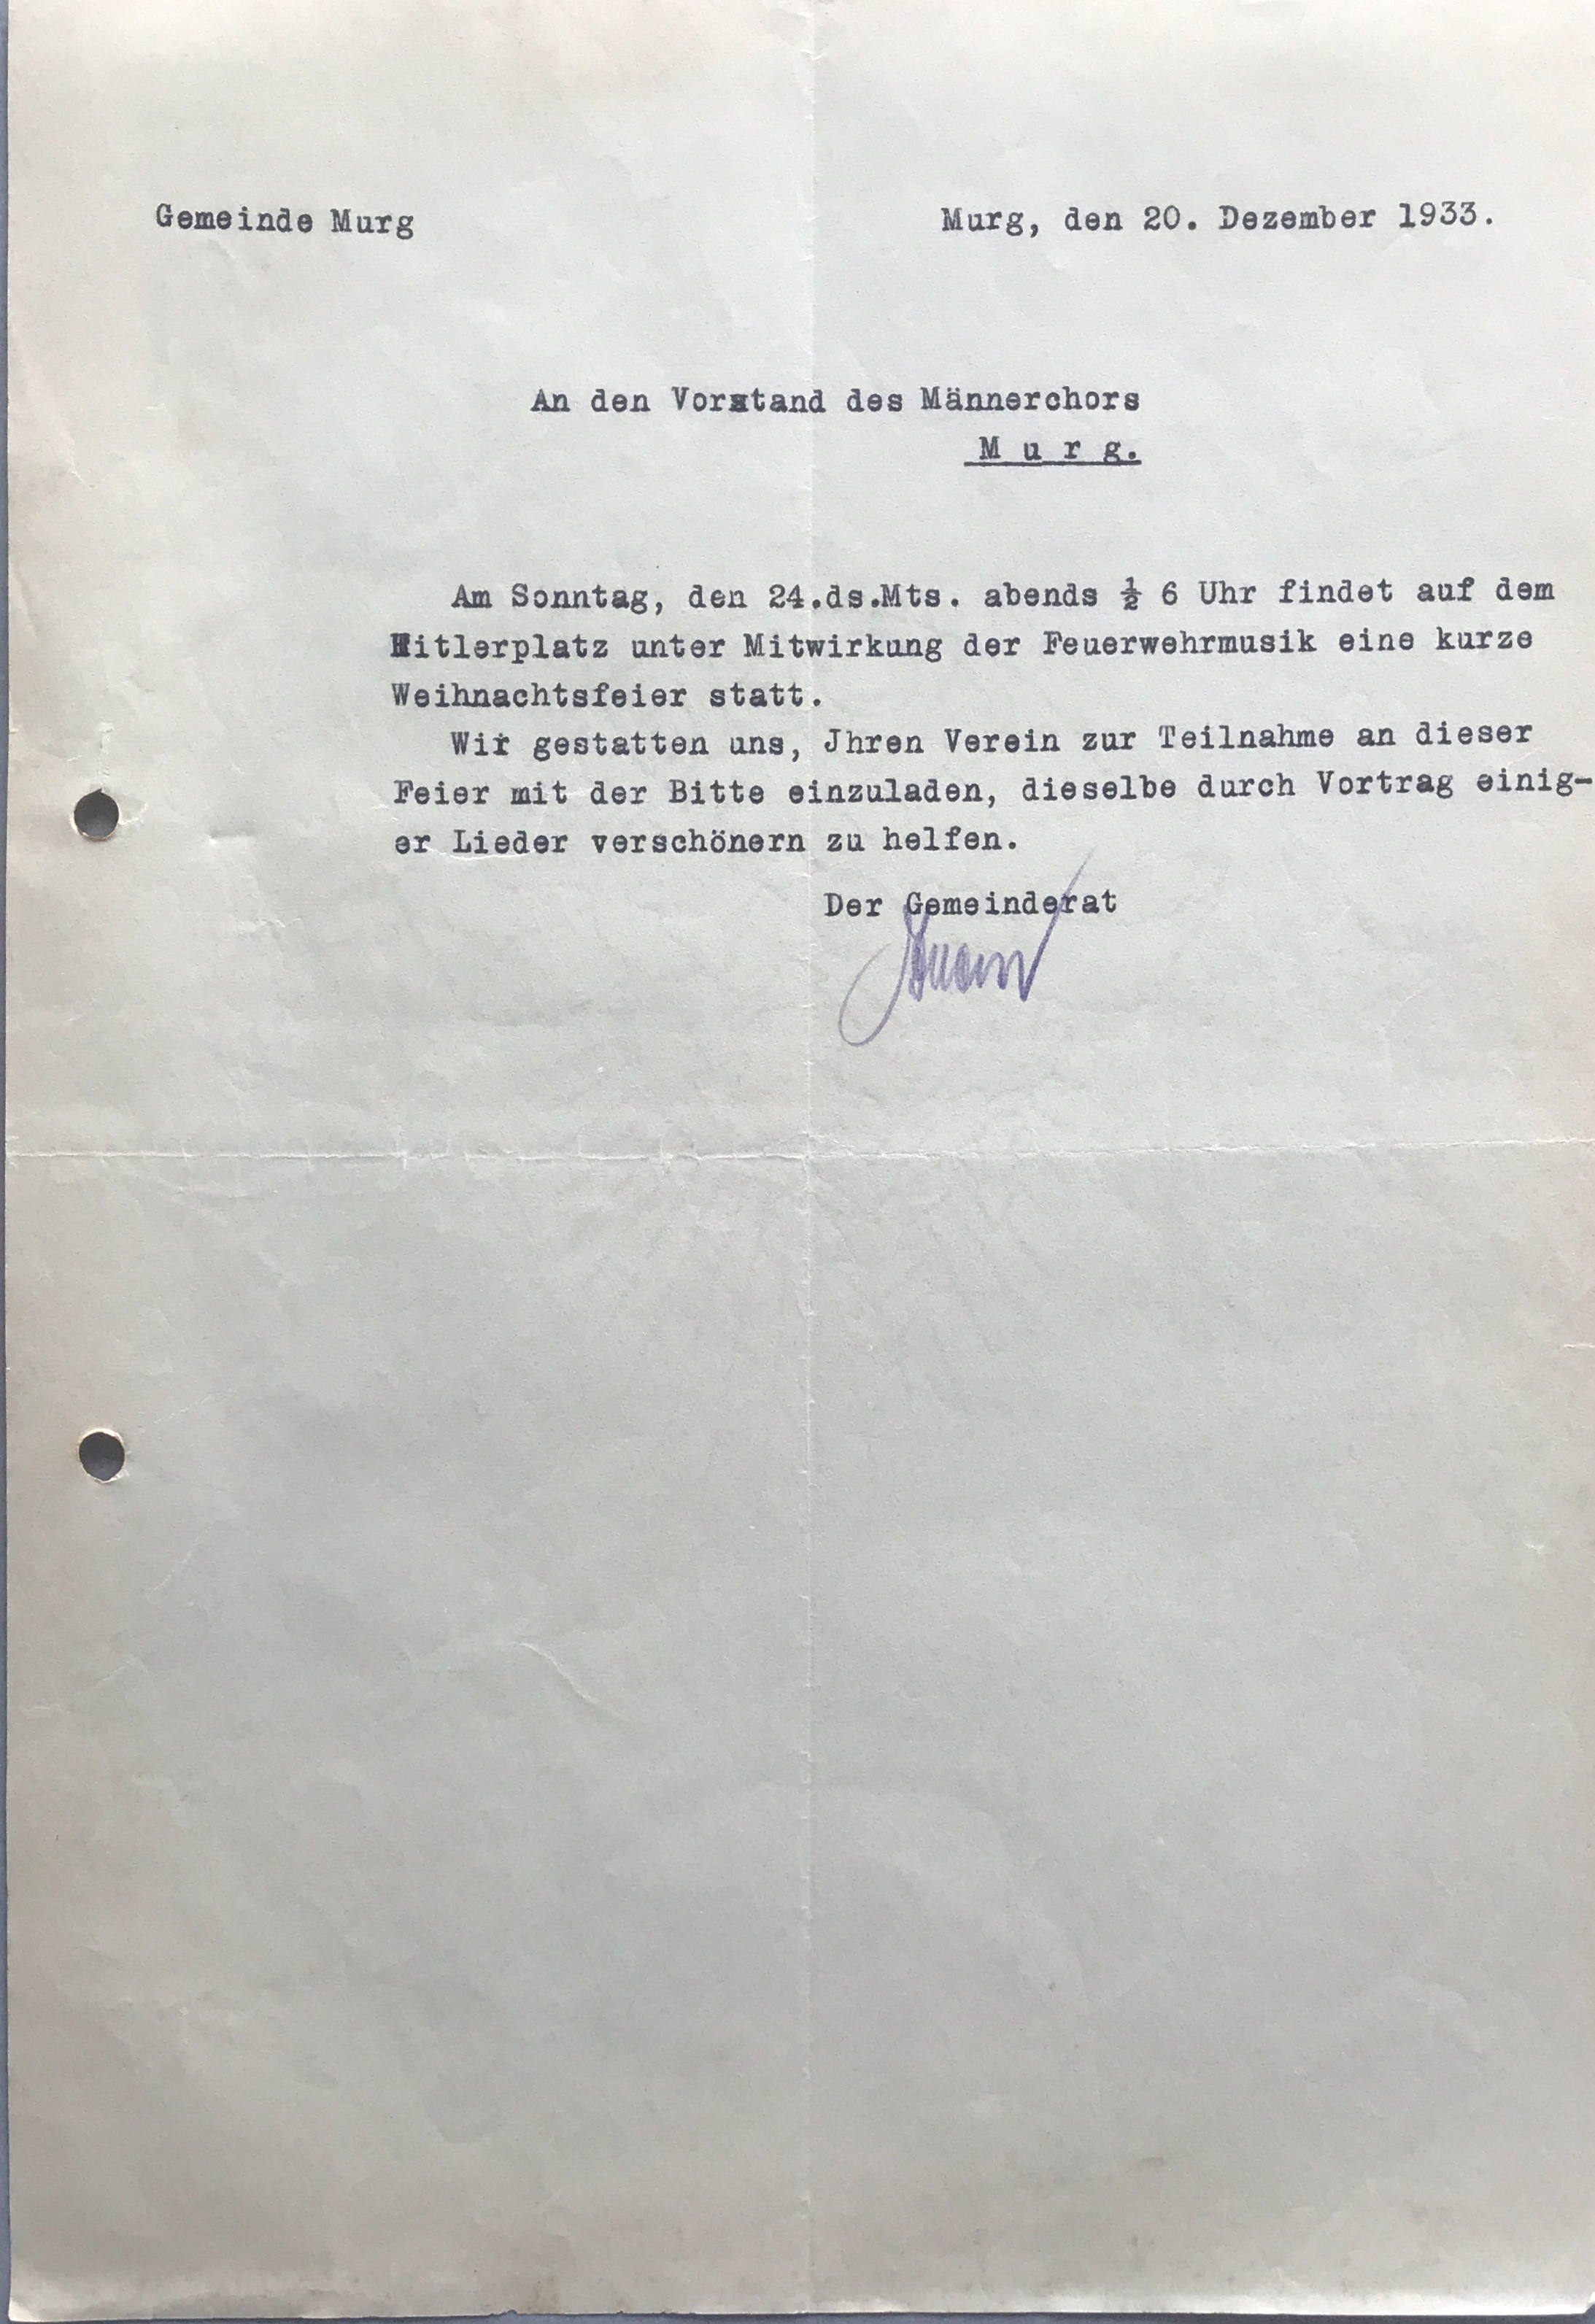 Gemeinde Murg
Murg, den 20. Dezember 1933.
An den Vorstand des Männerchors
M u r g.
Am Sonntag, den 24.ds.Mts. abends ½ 6 Uhr findet auf dem
Hitlerplatz unter Mitwirkung der Feuerwehrmusik eine kurze
Weihnachtsfeier statt.
Wir gestatten uns, Jhren Verein zur Teilnahme an dieser
Feier mit der Bitte einzuladen, dieselbe durch Vortrag einig-
er Lieder verschönern zu helfen.
Der Gemeinderat